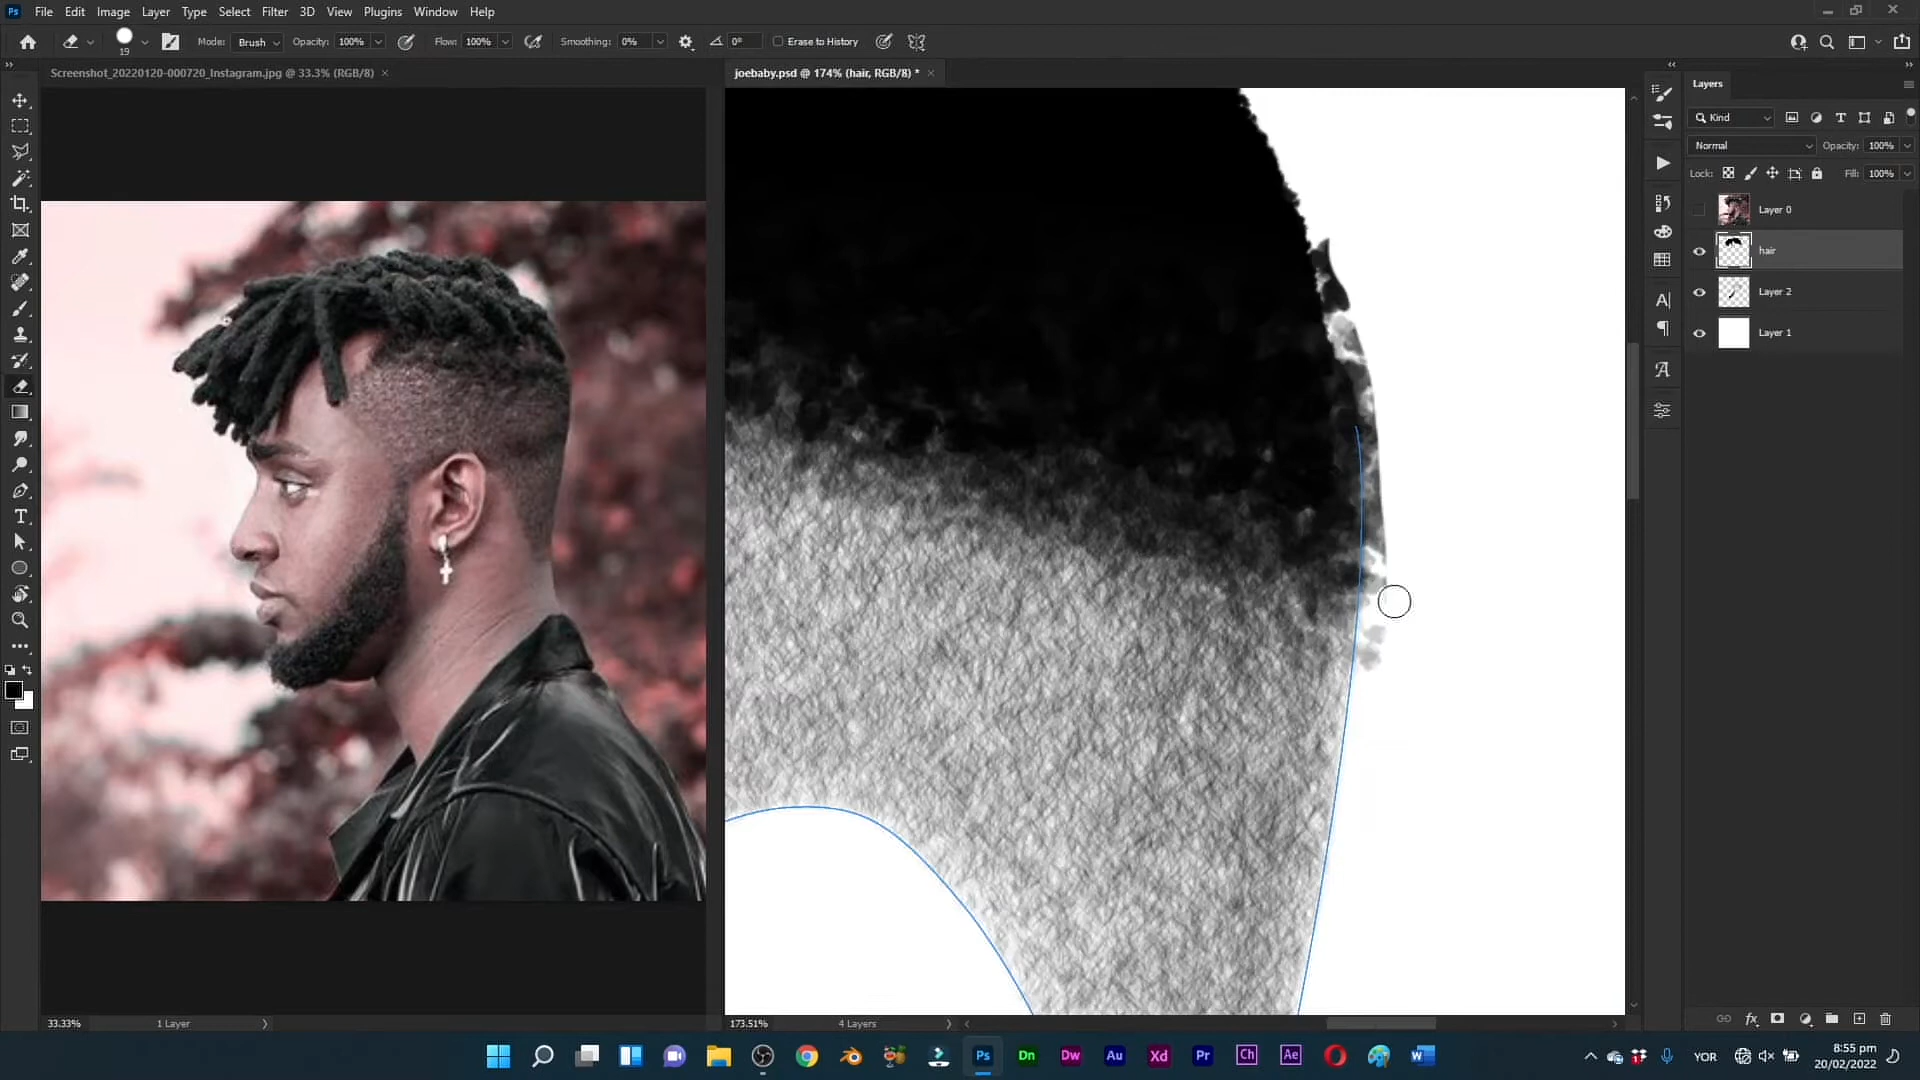 Ps File Edit Image Layer Type Select Filter 3D View Plugins Window Help
19 Mode: Brush Opacity: 100% Flow: 100% Smoothing: 0% 0° Erase to History
Screenshot_20220120-000720_Instagram.jpg @ 33.3% (RGB/8) ×
joebaby.psd @ 174% (hair, RGB/8) * ×
Layers
Kind
Normal Opacity: 100%
Lock: Fill: 100%
Layer 0
hair
Layer 2
Layer 1
33.33% 1 Layer
173.51% 4 Layers
Ps Dn Dw Au Xd Pr Ch Ae
YOR
8:55 pm
20/02/2022